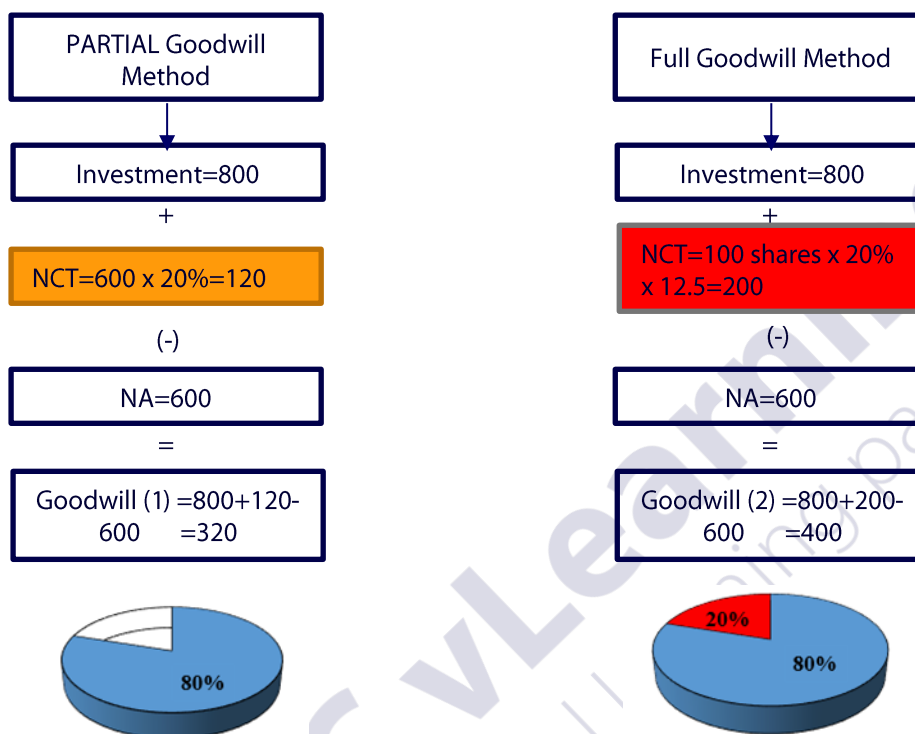 PARTIAL Goodwill
Method
Investment=800
+
NCT=600 x 20%=120
(-)
NA=600
=
Goodwill (1) =800+120-
600 =320
80%
Full Goodwill Method
Investment=800
+
NCT=100 shares x 20%
x 12.5=200
(-)
NA=600
=
Goodwill (2) =800+200-
600 =400
20%
80%